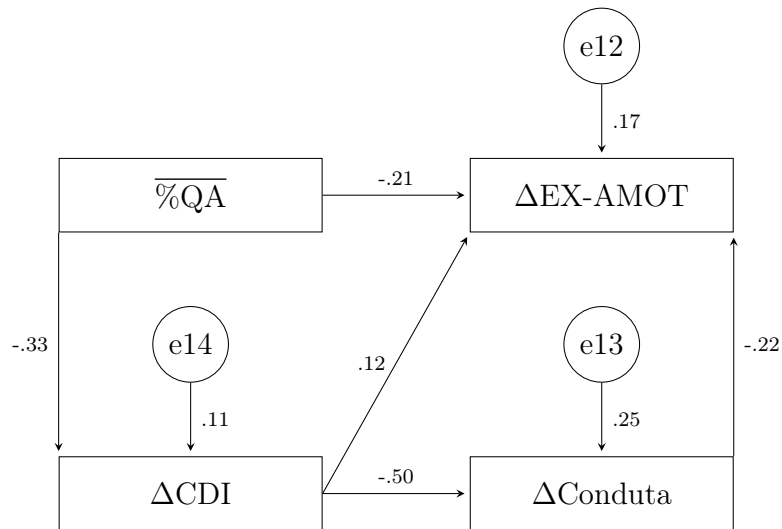 e12
.17
%QA
-.21
ΔEX-AMOT
-.33
e14
.12
e13
-.22
.11
.25
ΔCDI
-.50
ΔConduta